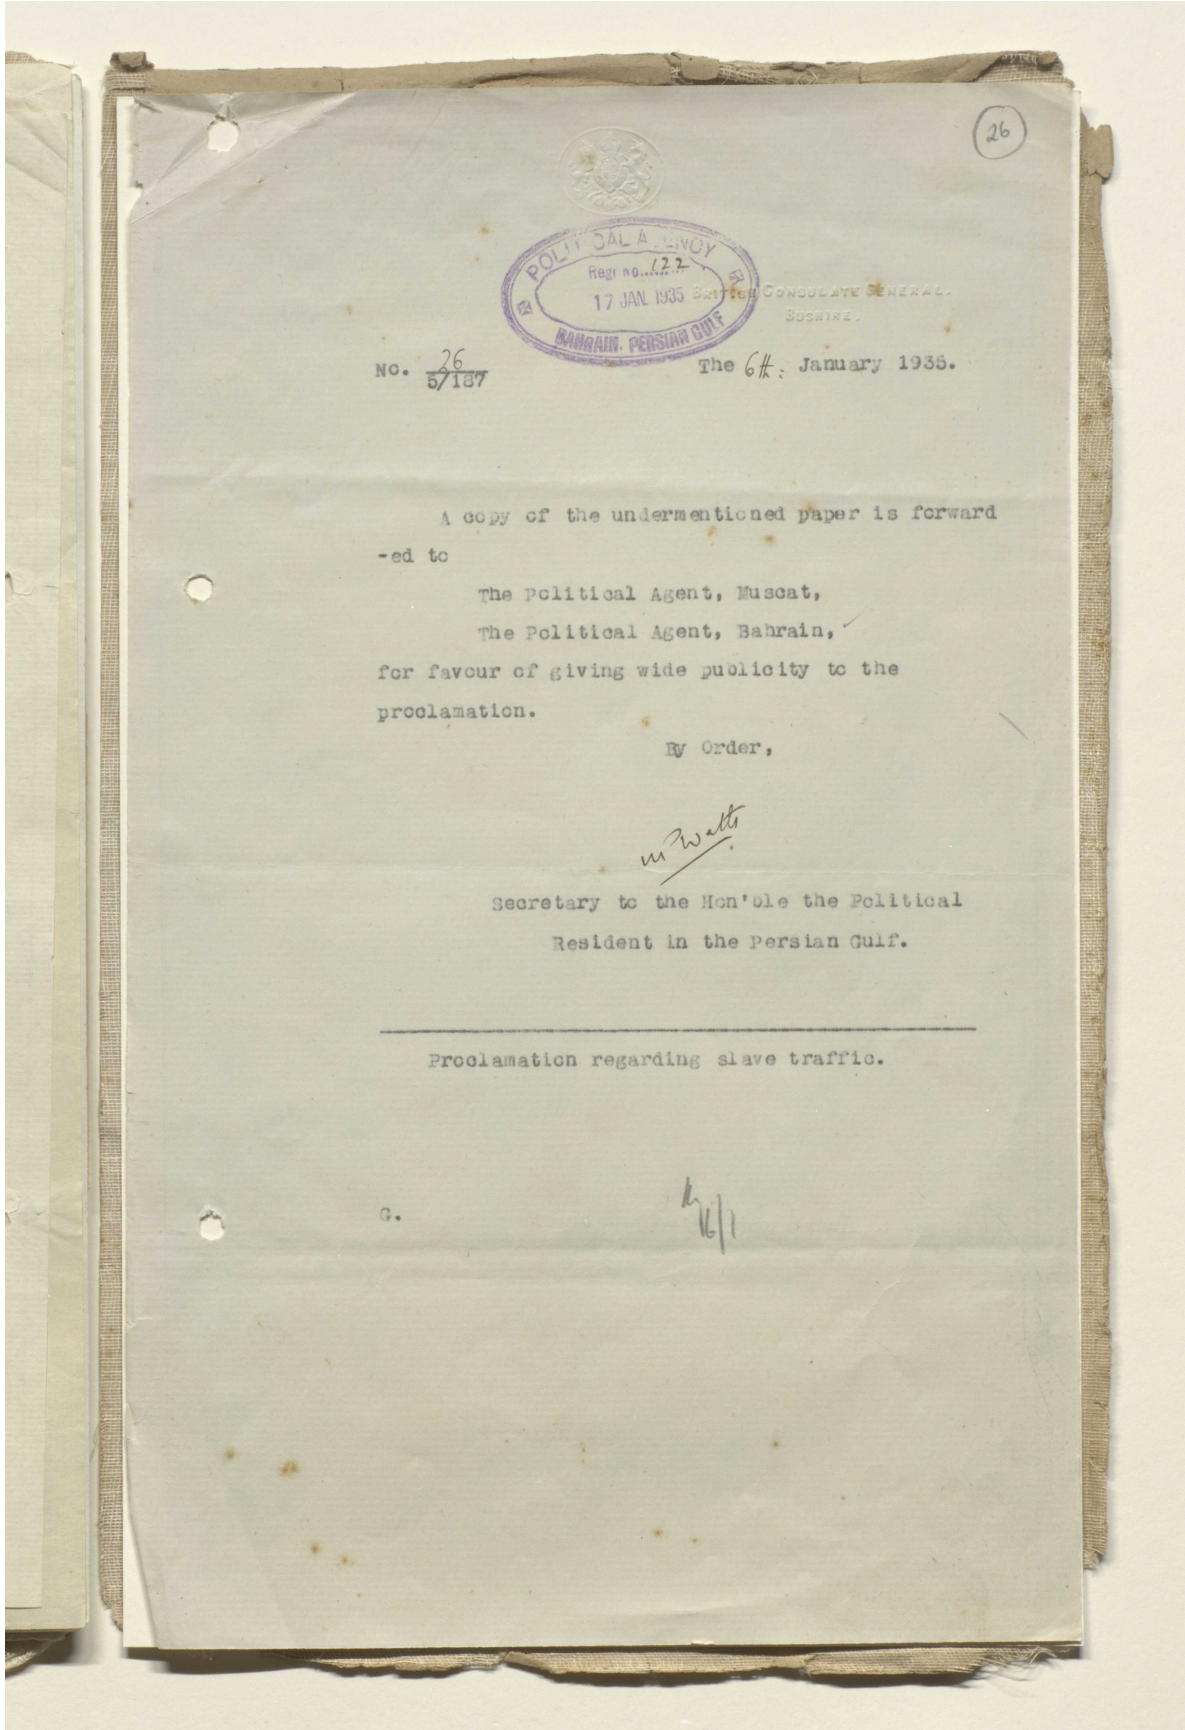 26
POLITICAL AGENCY
Regr No. 122
17 JAN. 1935
BAHRAIN. PERSIAN GULF
BRITISH CONSULATE GENERAL.
BUSHIRE.
No. 26
5/187
The 6th: January 1935.
A copy of the undermentioned paper is forward
-ed to
The Political Agent, Muscat,
The Political Agent, Bahrain,
for favour of giving wide publicity to the
proclamation.
By Order,
Watts
Secretary to the Hon'ble the Political
Resident in the Persian Gulf.
Proclamation regarding slave traffic.
G.
16/1